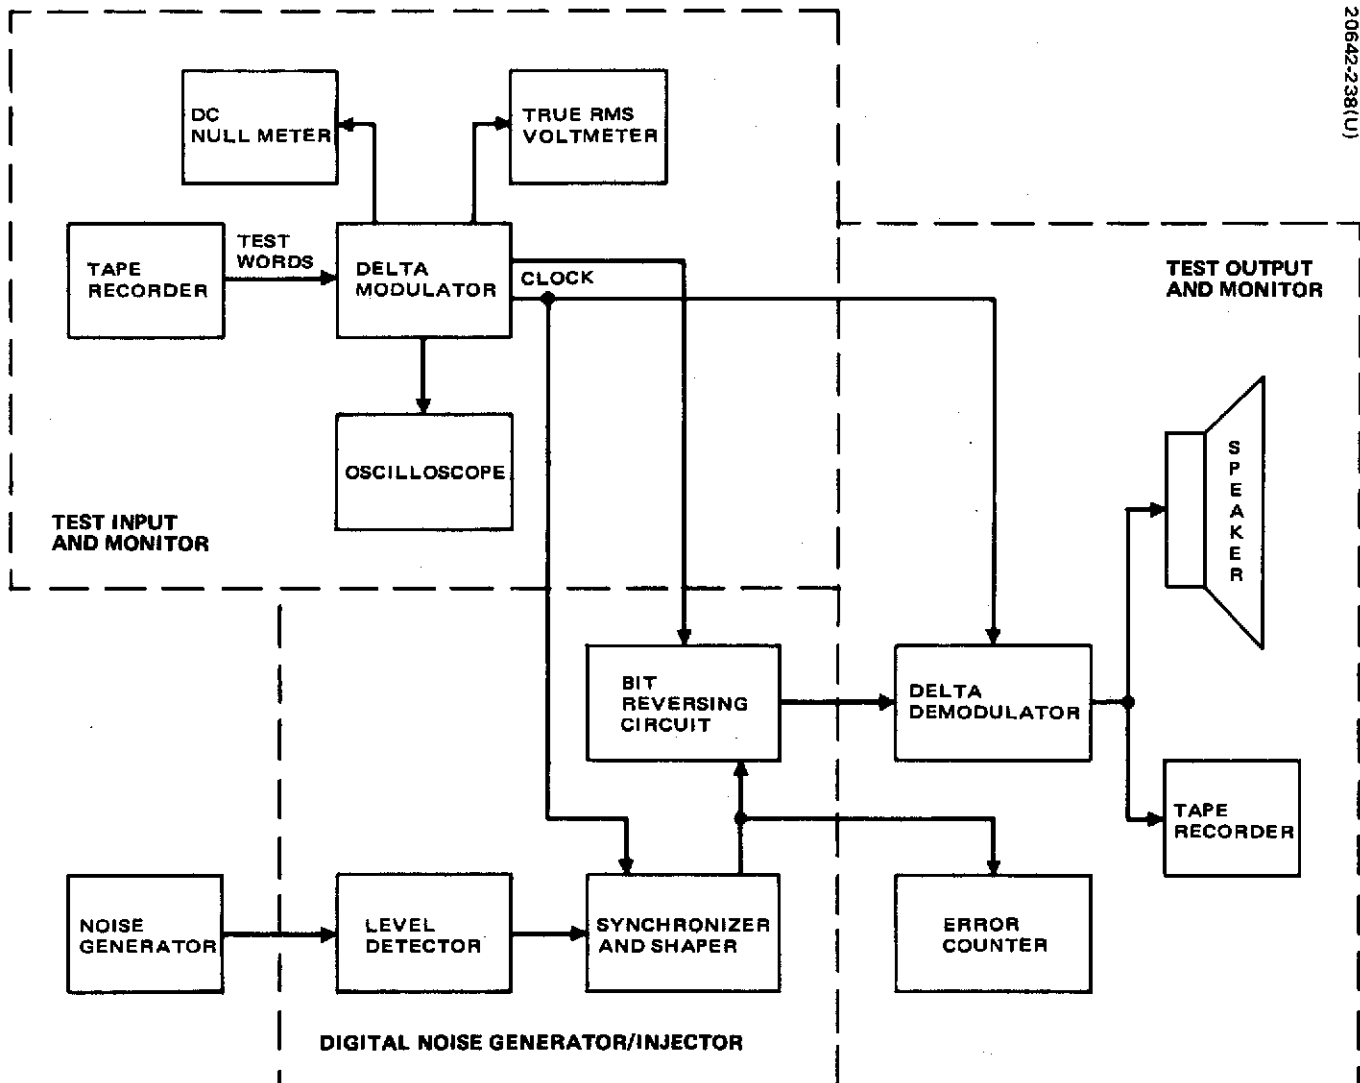 20642-238(U)
DC
NULL METER
TRUE RMS
VOLTMETER
TAPE
RECORDER
TEST
WORDS
DELTA
MODULATOR
CLOCK
TEST OUTPUT
AND MONITOR
OSCILLOSCOPE
SPEAKER
TEST INPUT
AND MONITOR
BIT
REVERSING
CIRCUIT
DELTA
DEMODULATOR
TAPE
RECORDER
NOISE
GENERATOR
LEVEL
DETECTOR
SYNCHRONIZER
AND SHAPER
ERROR
COUNTER
DIGITAL NOISE GENERATOR/INJECTOR